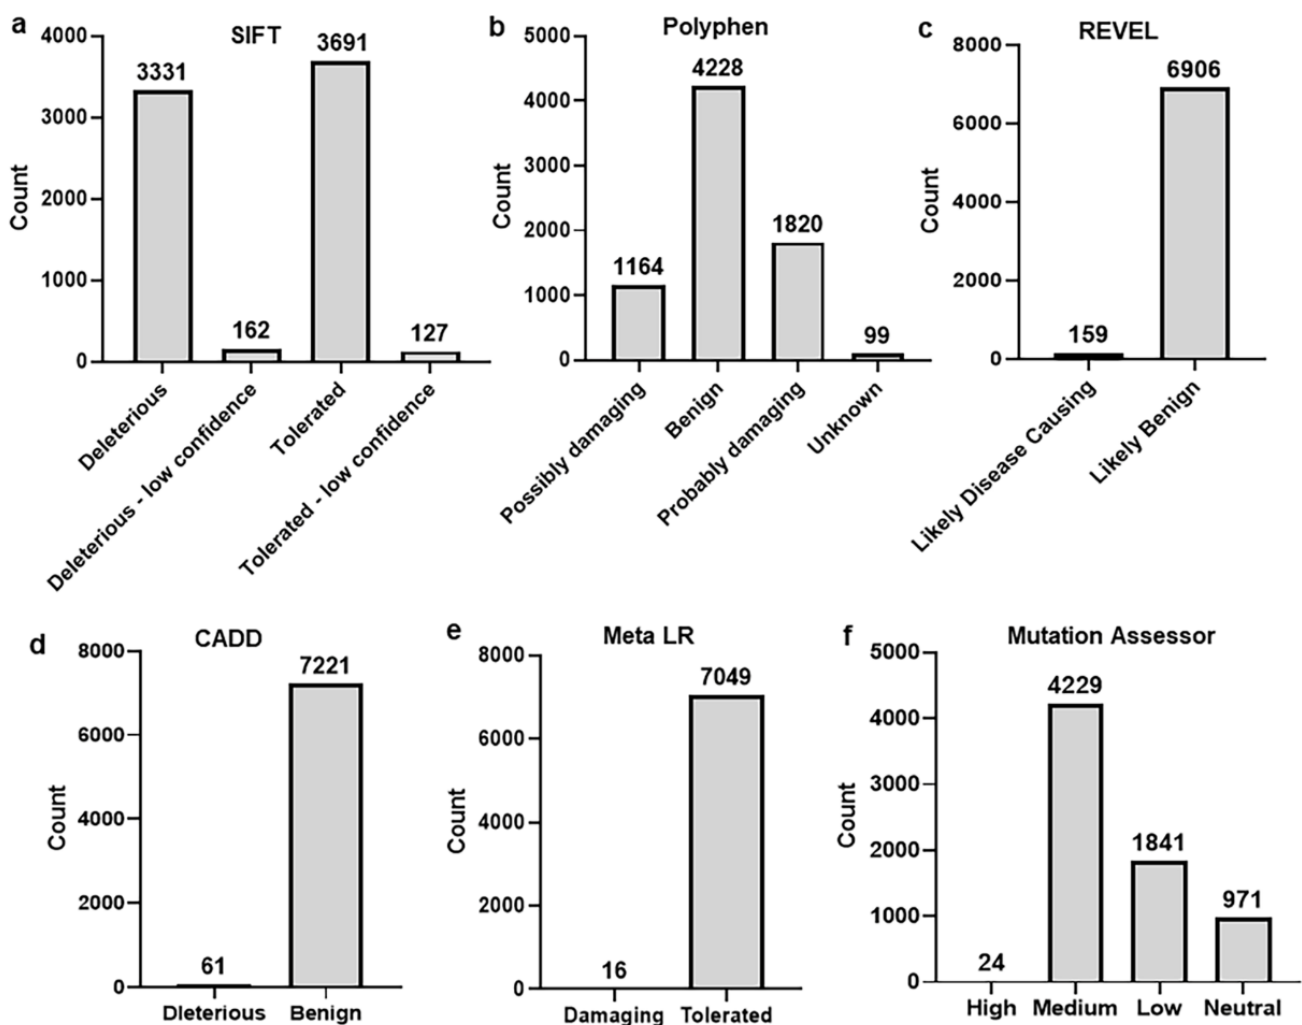 a
SIFT
Count
4000
3000
2000
1000
0
3331
162
3691
127
Deleterious
Deleterious - low confidence
Tolerated
Tolerated - low confidence
b
Polyphen
Count
5000
4000
3000
2000
1000
0
1164
4228
1820
99
Possibly damaging
Benign
Probably damaging
Unknown
c
REVEL
Count
8000
6000
4000
2000
0
159
6906
Likely Disease Causing
Likely Benign
d
CADD
Count
8000
6000
4000
2000
0
61
7221
Dleterious
Benign
e
Meta LR
Count
8000
6000
4000
2000
0
16
7049
Damaging
Tolerated
f
Mutation Assessor
Count
5000
4000
3000
2000
1000
0
24
4229
1841
971
High
Medium
Low
Neutral